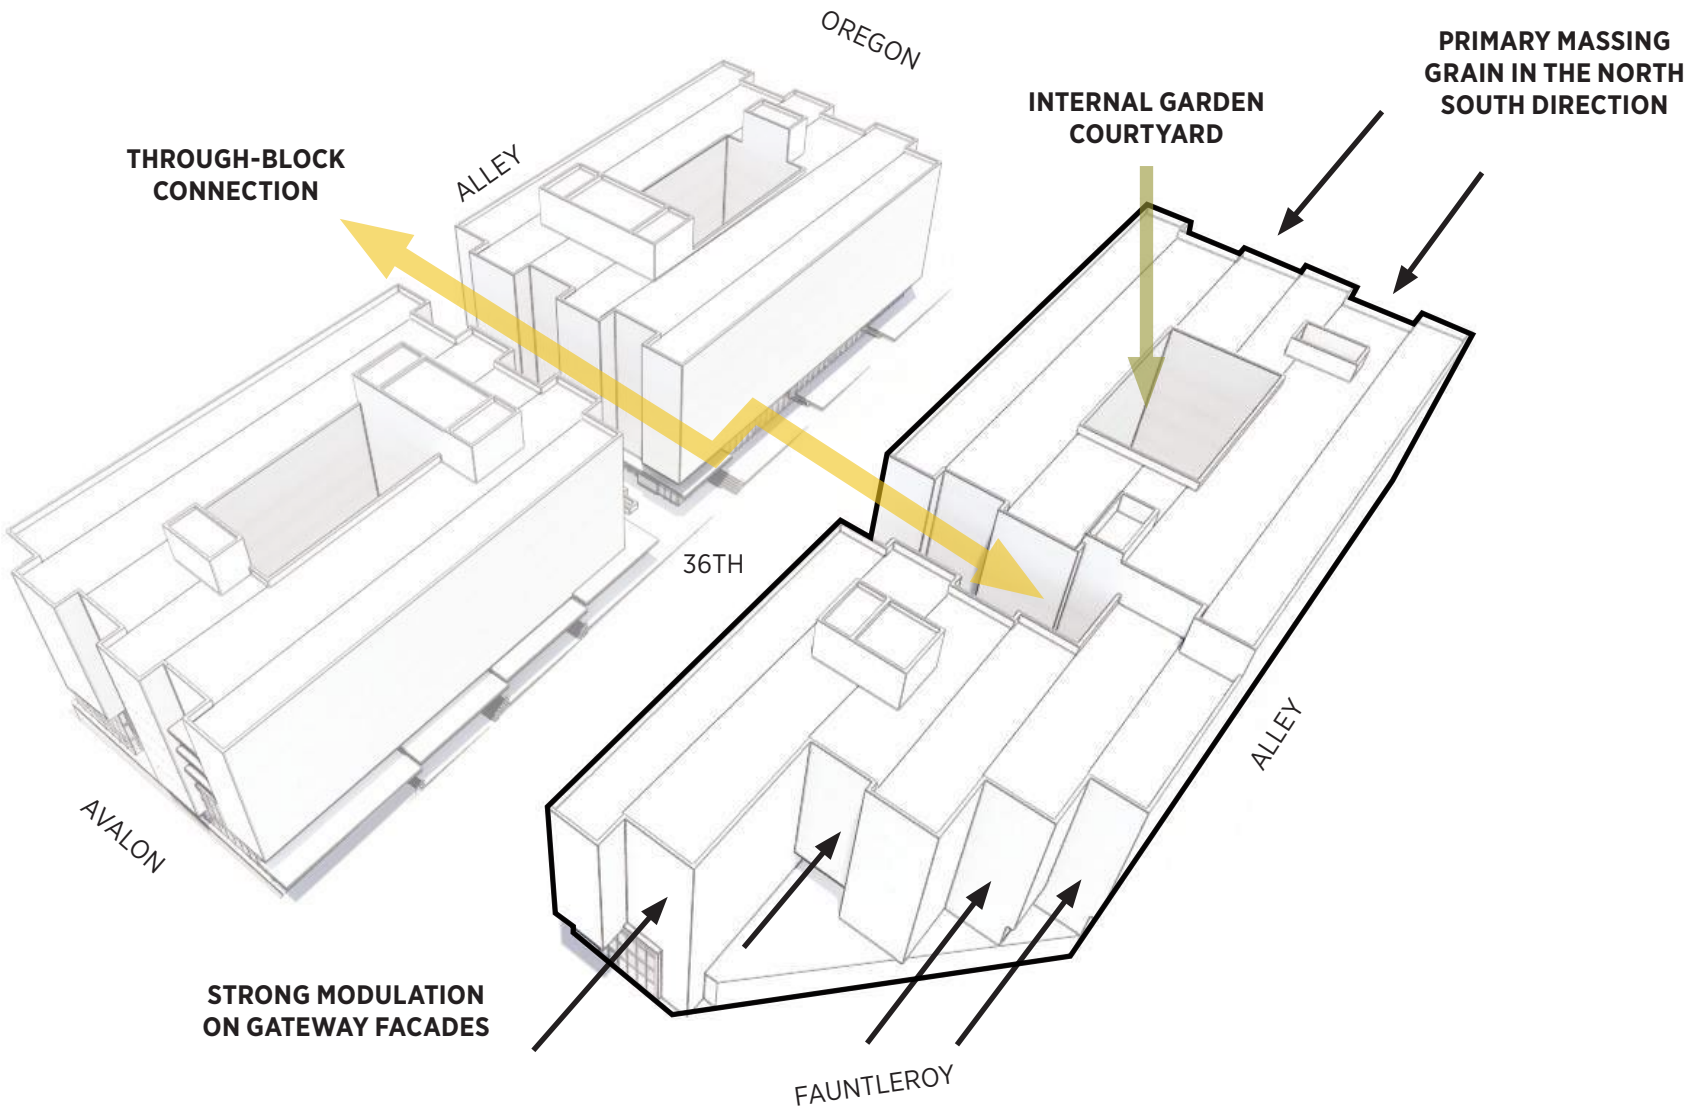 OREGON
PRIMARY MASSING
GRAIN IN THE NORTH
SOUTH DIRECTION
INTERNAL GARDEN
COURTYARD
THROUGH-BLOCK
CONNECTION
ALLEY
36TH
ALLEY
AVALON
STRONG MODULATION
ON GATEWAY FACADES
FAUNTLEROY